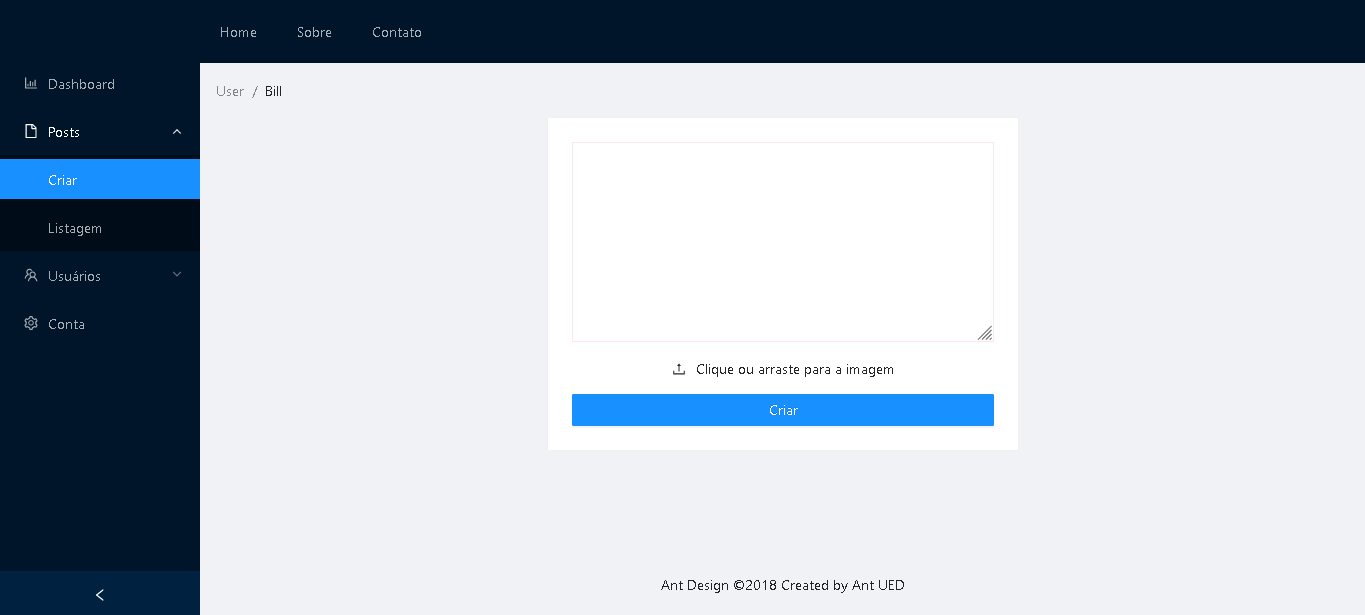 Home Sobre Contato
Dashboard
Posts
Criar
Listagem
Usuários
Conta
User / Bill
Clique ou arraste para a imagem
Criar
Ant Design ©2018 Created by Ant UED